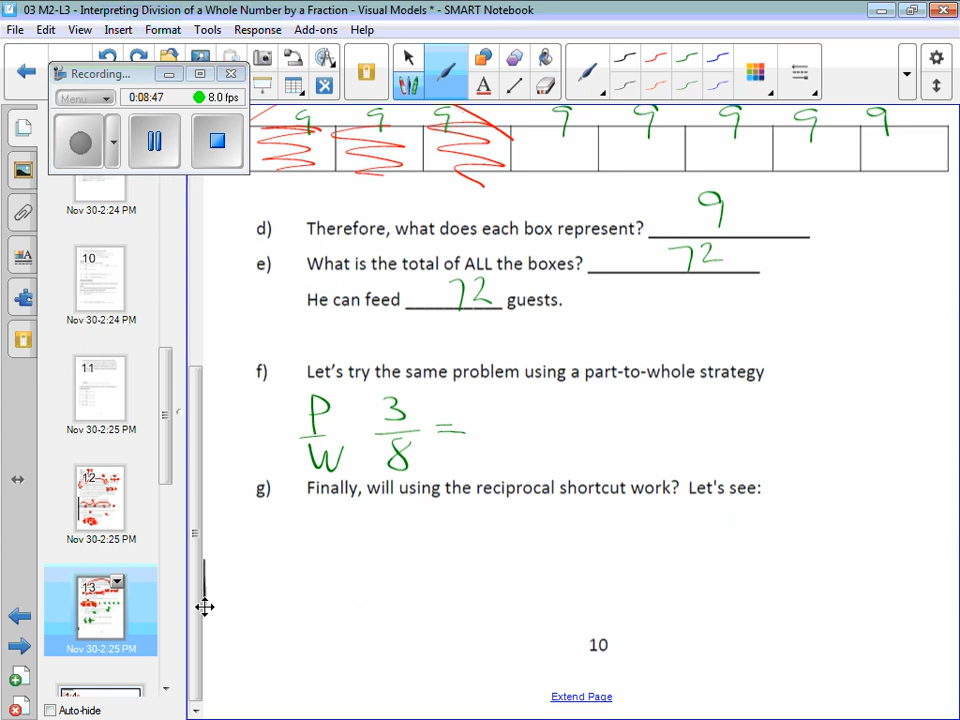 03 M2-L3 - Interpreting Division of a Whole Number by a Fraction - Visual Models * - SMART Notebook
File Edit View Insert Format Tools Response Add-ons Help
Recording...
Menu 0:08:47 8.0 fps
9 9 9 9 9 9 9 9
d) Therefore, what does each box represent? 9
e) What is the total of ALL the boxes? 72
He can feed 72 guests.
f) Let's try the same problem using a part-to-whole strategy
P 3
W 8 =
g) Finally, will using the reciprocal shortcut work? Let's see:
10
Extend Page
Nov 30-2:24 PM
10
Nov 30-2:24 PM
11
Nov 30-2:25 PM
12
Nov 30-2:25 PM
13
Nov 30-2:25 PM
14
Auto-hide